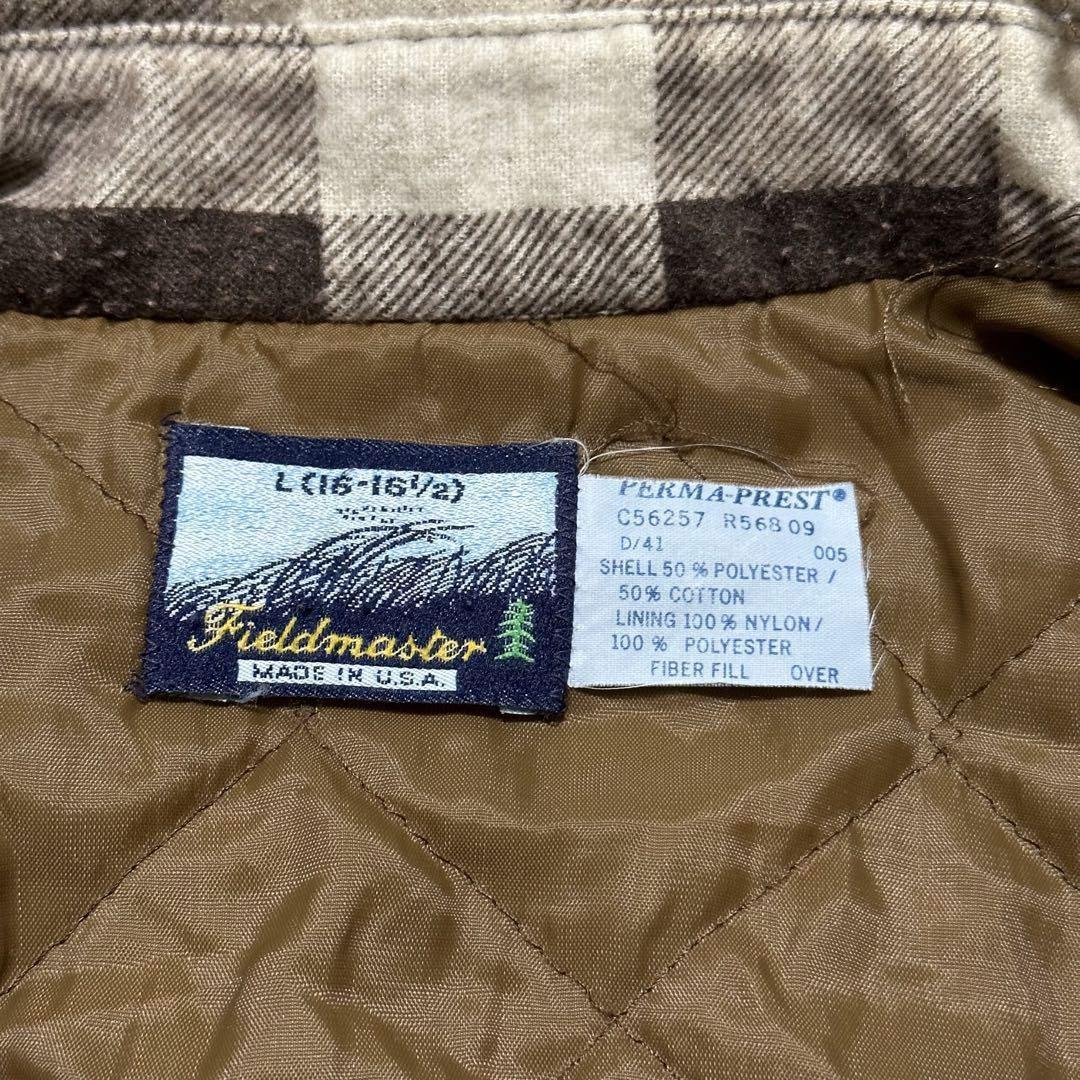 L (16-16½)
Fieldmaster
MADE IN U.S.A.
PERMA-PREST®
C56257 R568 09
D/41 005
SHELL 50 % POLYESTER /
50% COTTON
LINING 100% NYLON/
100 % POLYESTER
FIBER FILL OVER